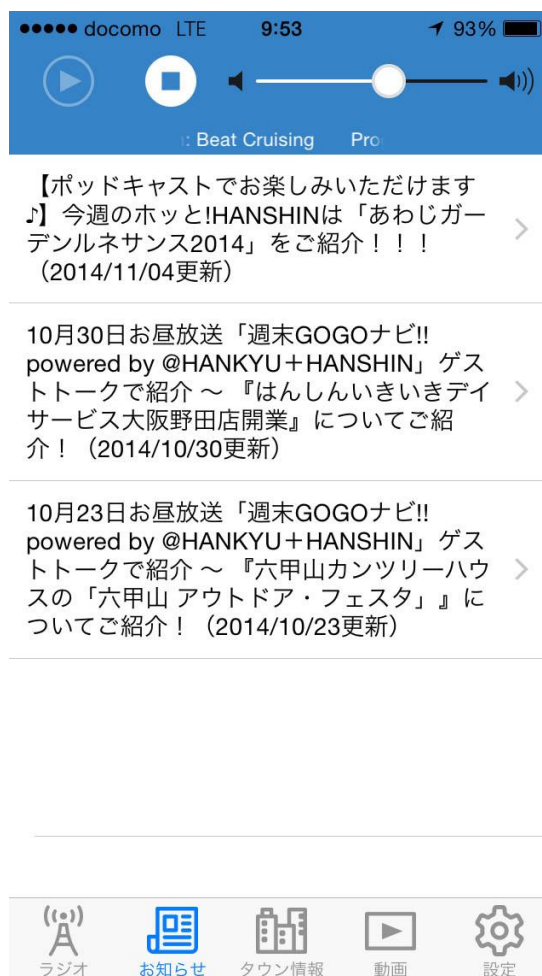 docomo LTE 9:53 93%
: Beat Cruising Pro
【ポッドキャストでお楽しみいただけます
♪】今週のホッと!HANSHINは「あわじガー
デンルネサンス2014」をご紹介！！！
（2014/11/04更新）
10月30日お昼放送「週末GOGOナビ!!
powered by @HANKYU＋HANSHIN」ゲス
トトークで紹介 〜 『はんしんいきいきデイ
サービス大阪野田店開業』についてご紹
介！（2014/10/30更新）
10月23日お昼放送「週末GOGOナビ!!
powered by @HANKYU＋HANSHIN」ゲス
トトークで紹介 〜 『六甲山カンツリーハウ
スの「六甲山 アウトドア・フェスタ」』に
ついてご紹介！（2014/10/23更新）
ラジオ お知らせ タウン情報 動画 設定